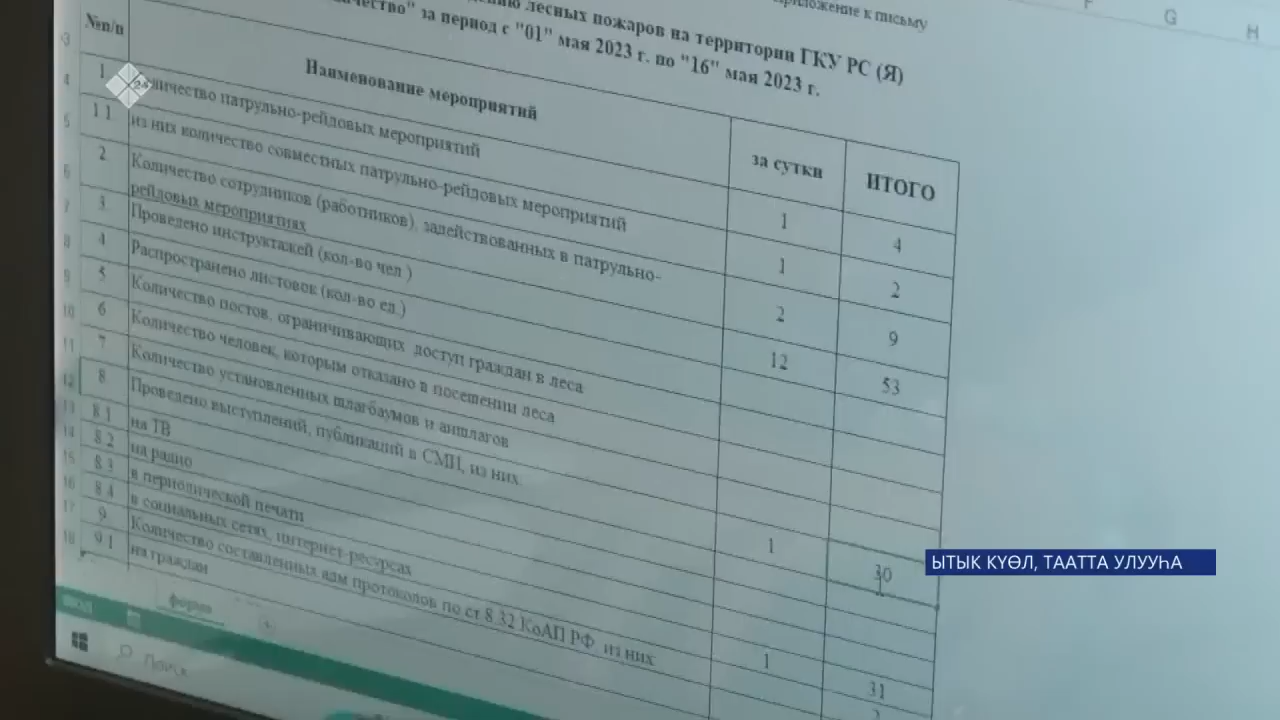 Приложение к письму
лесных пожаров на территории ГКУ РС (Я)
за период с "01" мая 2023 г. по "16" мая 2023 г.
F G H
№п/п Наименование мероприятий за сутки ИТОГО
1 Количество патрульно-рейдовых мероприятий 1 4
1.1. из них количество совместных патрульно-рейдовых мероприятий 1 2
2. Количество сотрудников (работников), задействованных в патрульно-
рейдовых мероприятиях 2 9
3. Проведено инструктажей (кол-во чел.) 12 53
4. Распространено листовок (кол-во ед.)
5 Количество постов, ограничивающих доступ граждан в леса
6 Количество человек, которым отказано в посещении леса
7 Количество установленных шлагбаумов и аншлагов
8 Проведено выступлений, публикаций в СМИ, из них: 1 30
8.1 на ТВ
8.2 на радио
8.3 в периодической печати
8.4 в социальных сетях, интернет-ресурсах 1 31
9 Количество составленных адм протоколов по ст 8.32 КоАП РФ из них
9.1 на граждан
форма
Поиск
24
ЫТЫК КҮӨЛ, ТААТТА УЛУУҺА